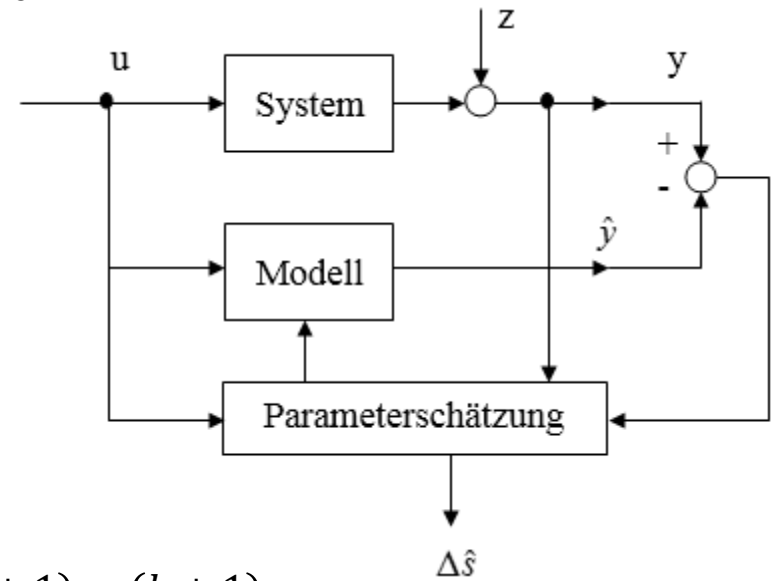 z
u
y
System
+
-
ŷ
Modell
Parameterschätzung
Δŝ